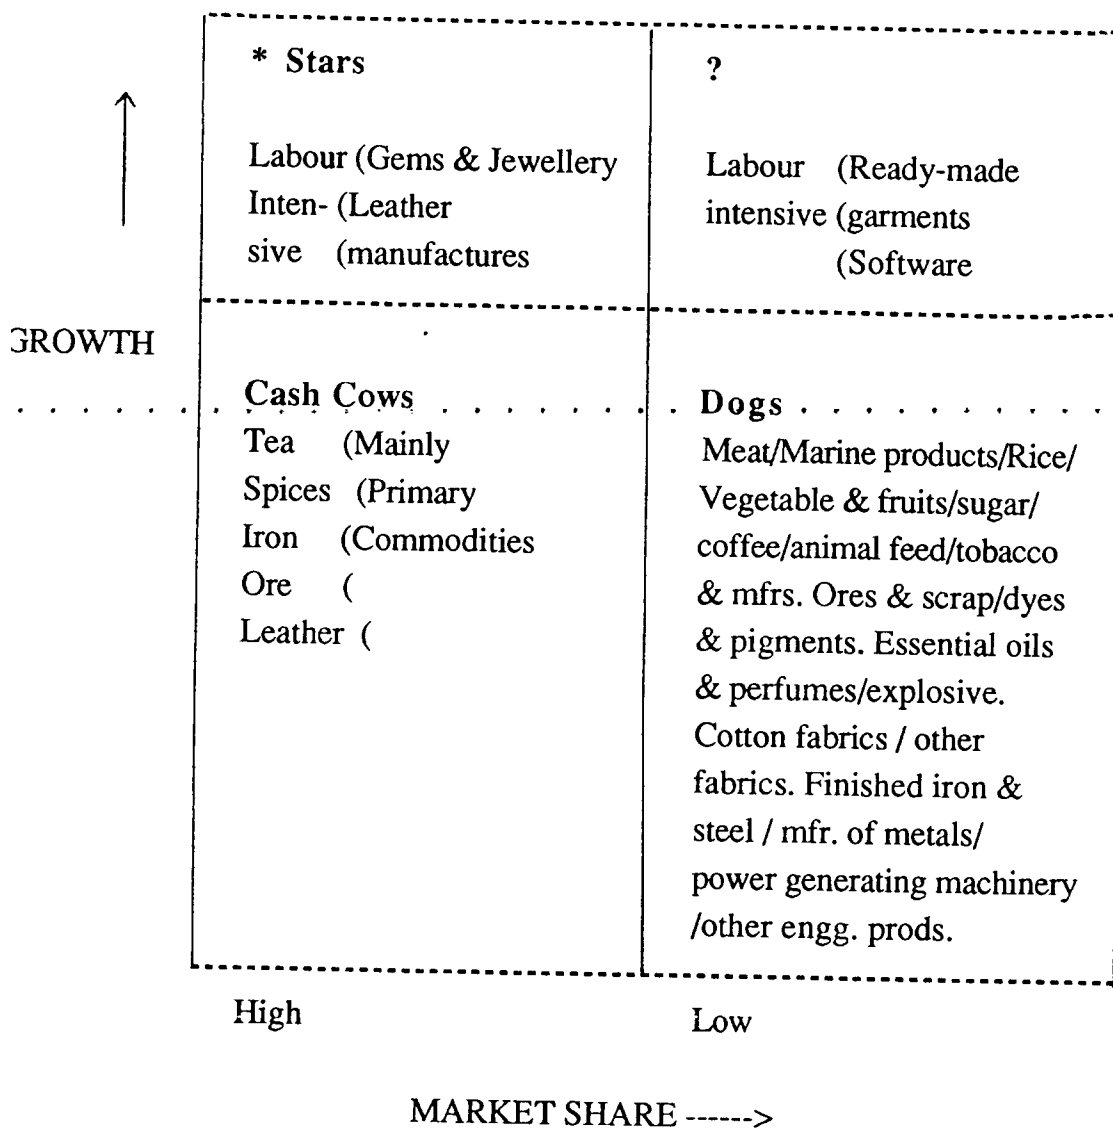 * Stars
Labour (Gems & Jewellery
Inten- (Leather
sive (manufactures
?
Labour (Ready-made
intensive (garments
(Software
GROWTH
Cash Cows
Tea (Mainly
Spices (Primary
Iron (Commodities
Ore (
Leather (
Dogs
Meat/Marine products/Rice/
Vegetable & fruits/sugar/
coffee/animal feed/tobacco
& mfrs. Ores & scrap/dyes
& pigments. Essential oils
& perfumes/explosive.
Cotton fabrics / other
fabrics. Finished iron &
steel / mfr. of metals/
power generating machinery
/other engg. prods.
High
Low
MARKET SHARE ------>